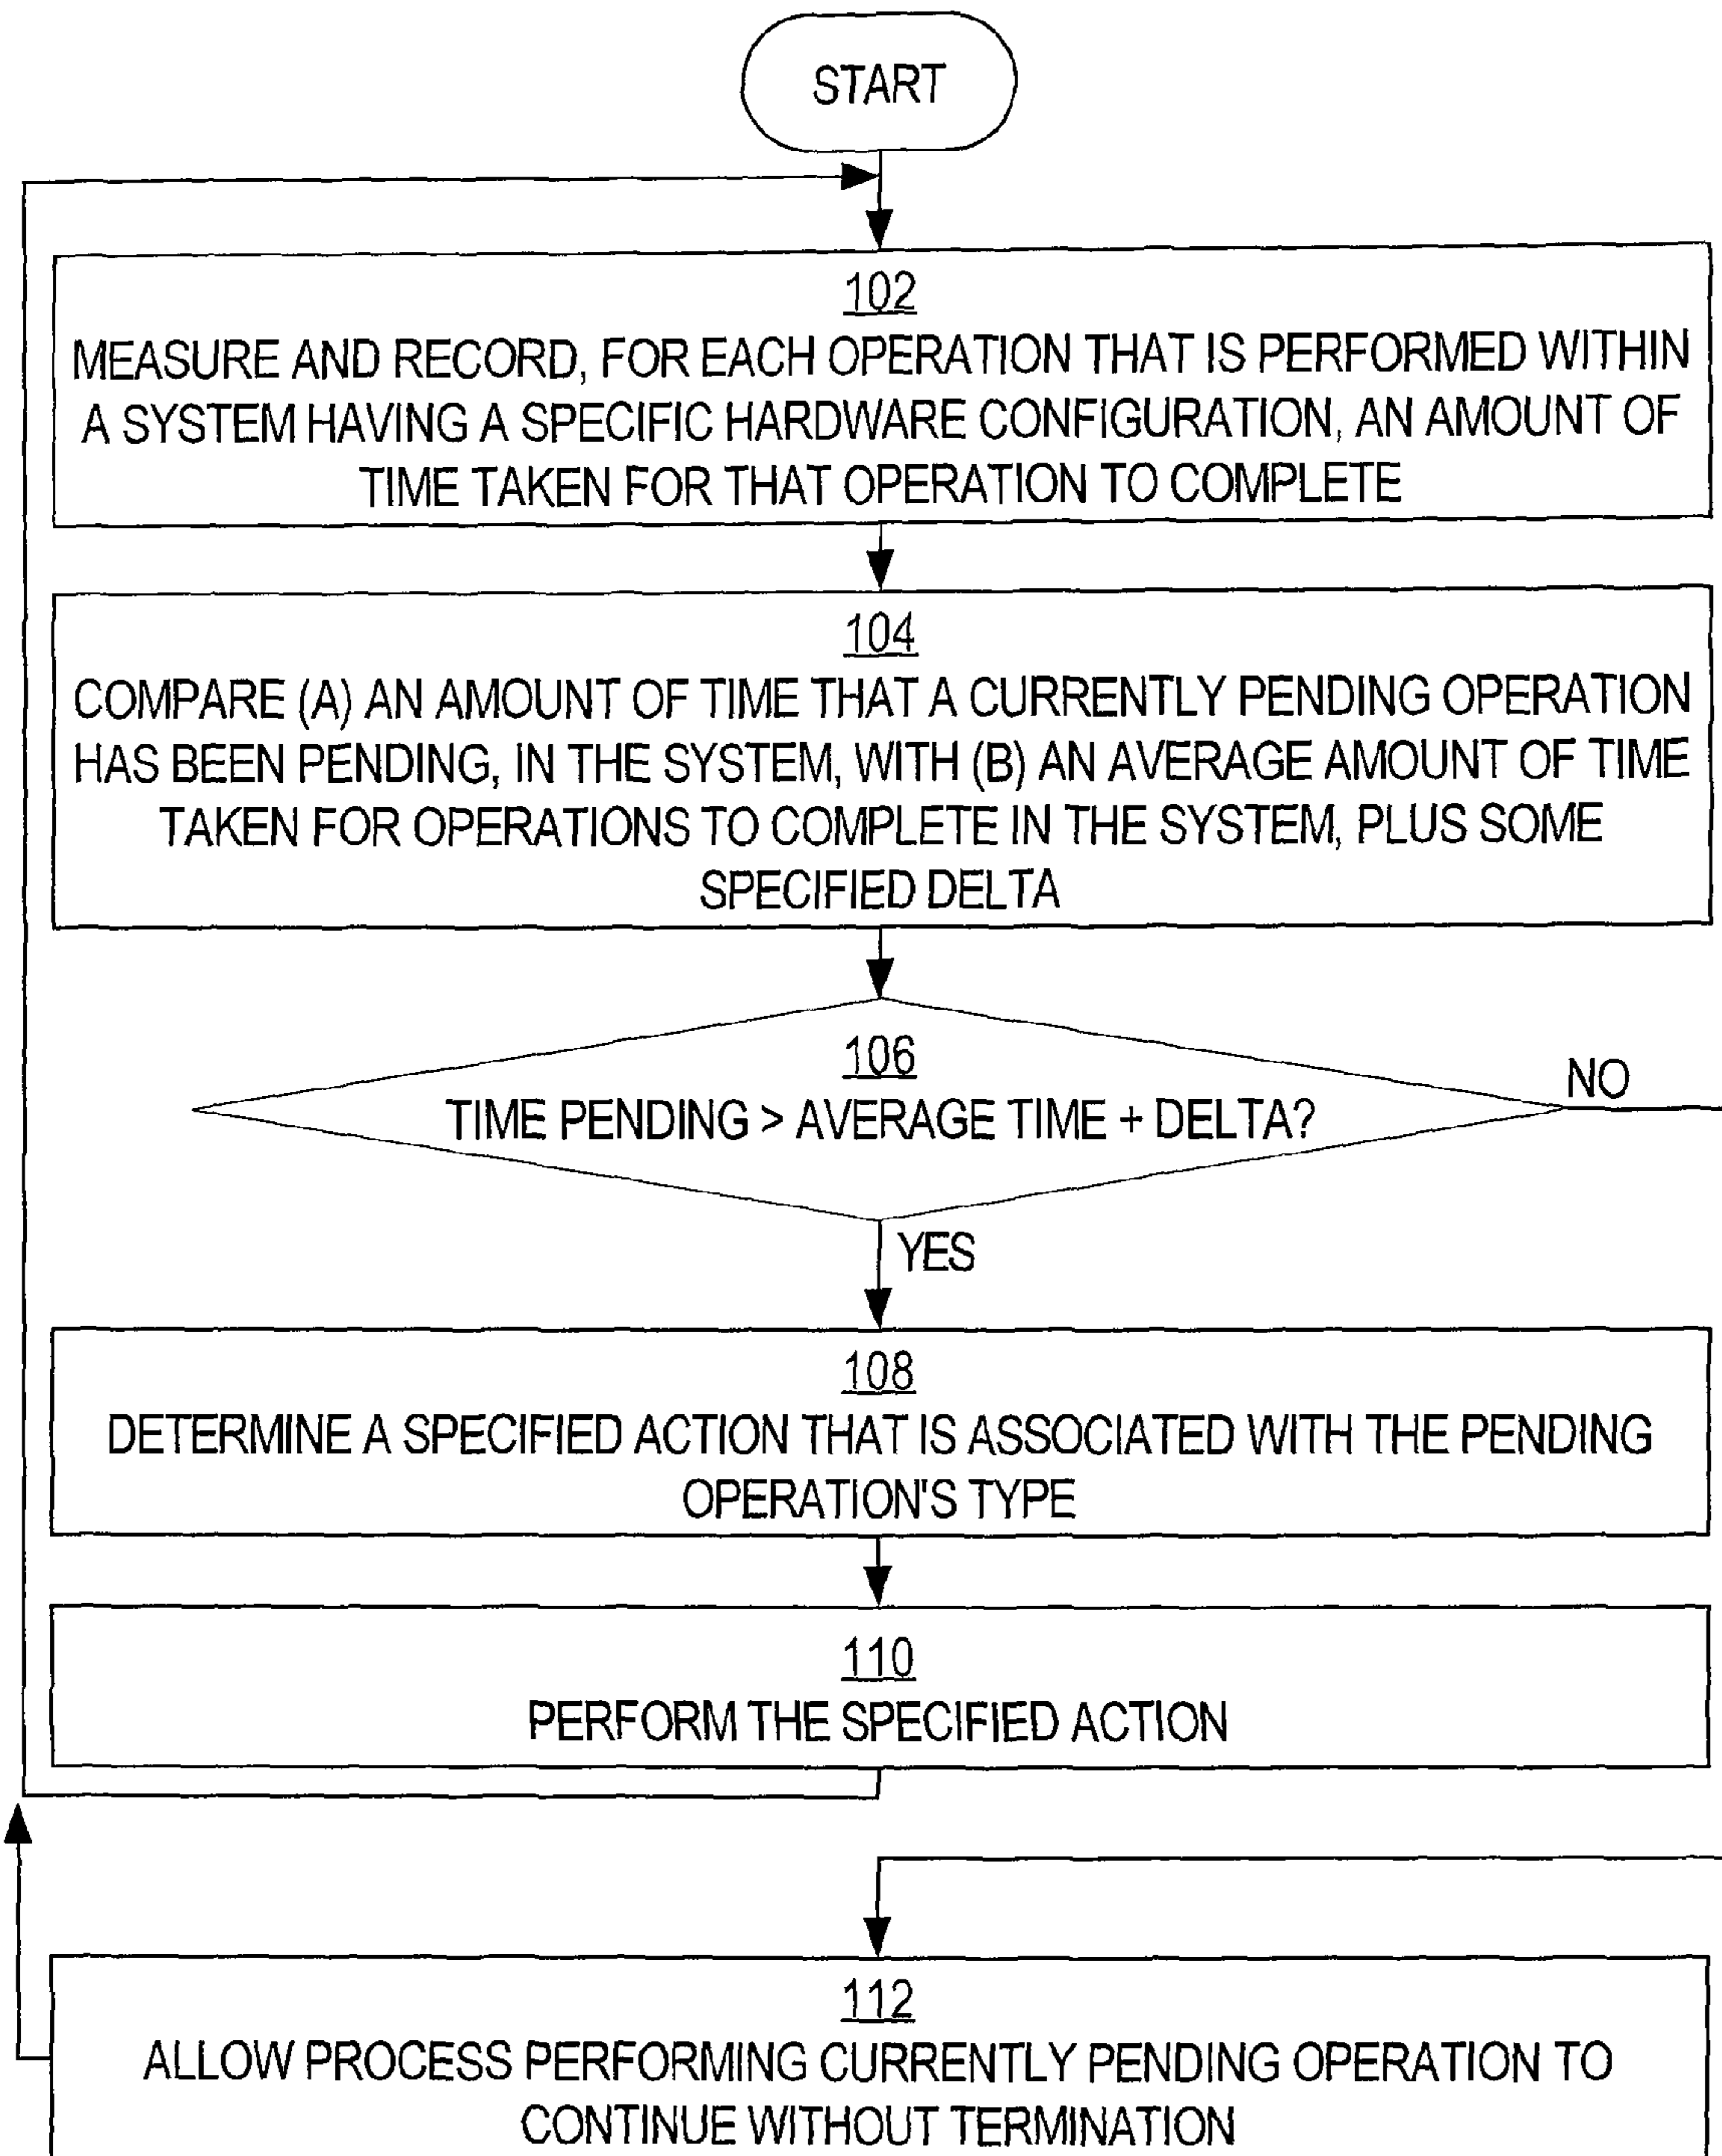 START
102
MEASURE AND RECORD, FOR EACH OPERATION THAT IS PERFORMED WITHIN
A SYSTEM HAVING A SPECIFIC HARDWARE CONFIGURATION, AN AMOUNT OF
TIME TAKEN FOR THAT OPERATION TO COMPLETE
104
COMPARE (A) AN AMOUNT OF TIME THAT A CURRENTLY PENDING OPERATION
HAS BEEN PENDING, IN THE SYSTEM, WITH (B) AN AVERAGE AMOUNT OF TIME
TAKEN FOR OPERATIONS TO COMPLETE IN THE SYSTEM, PLUS SOME
SPECIFIED DELTA
106
TIME PENDING > AVERAGE TIME + DELTA?
NO
YES
108
DETERMINE A SPECIFIED ACTION THAT IS ASSOCIATED WITH THE PENDING
OPERATION'S TYPE
110
PERFORM THE SPECIFIED ACTION
112
ALLOW PROCESS PERFORMING CURRENTLY PENDING OPERATION TO
CONTINUE WITHOUT TERMINATION